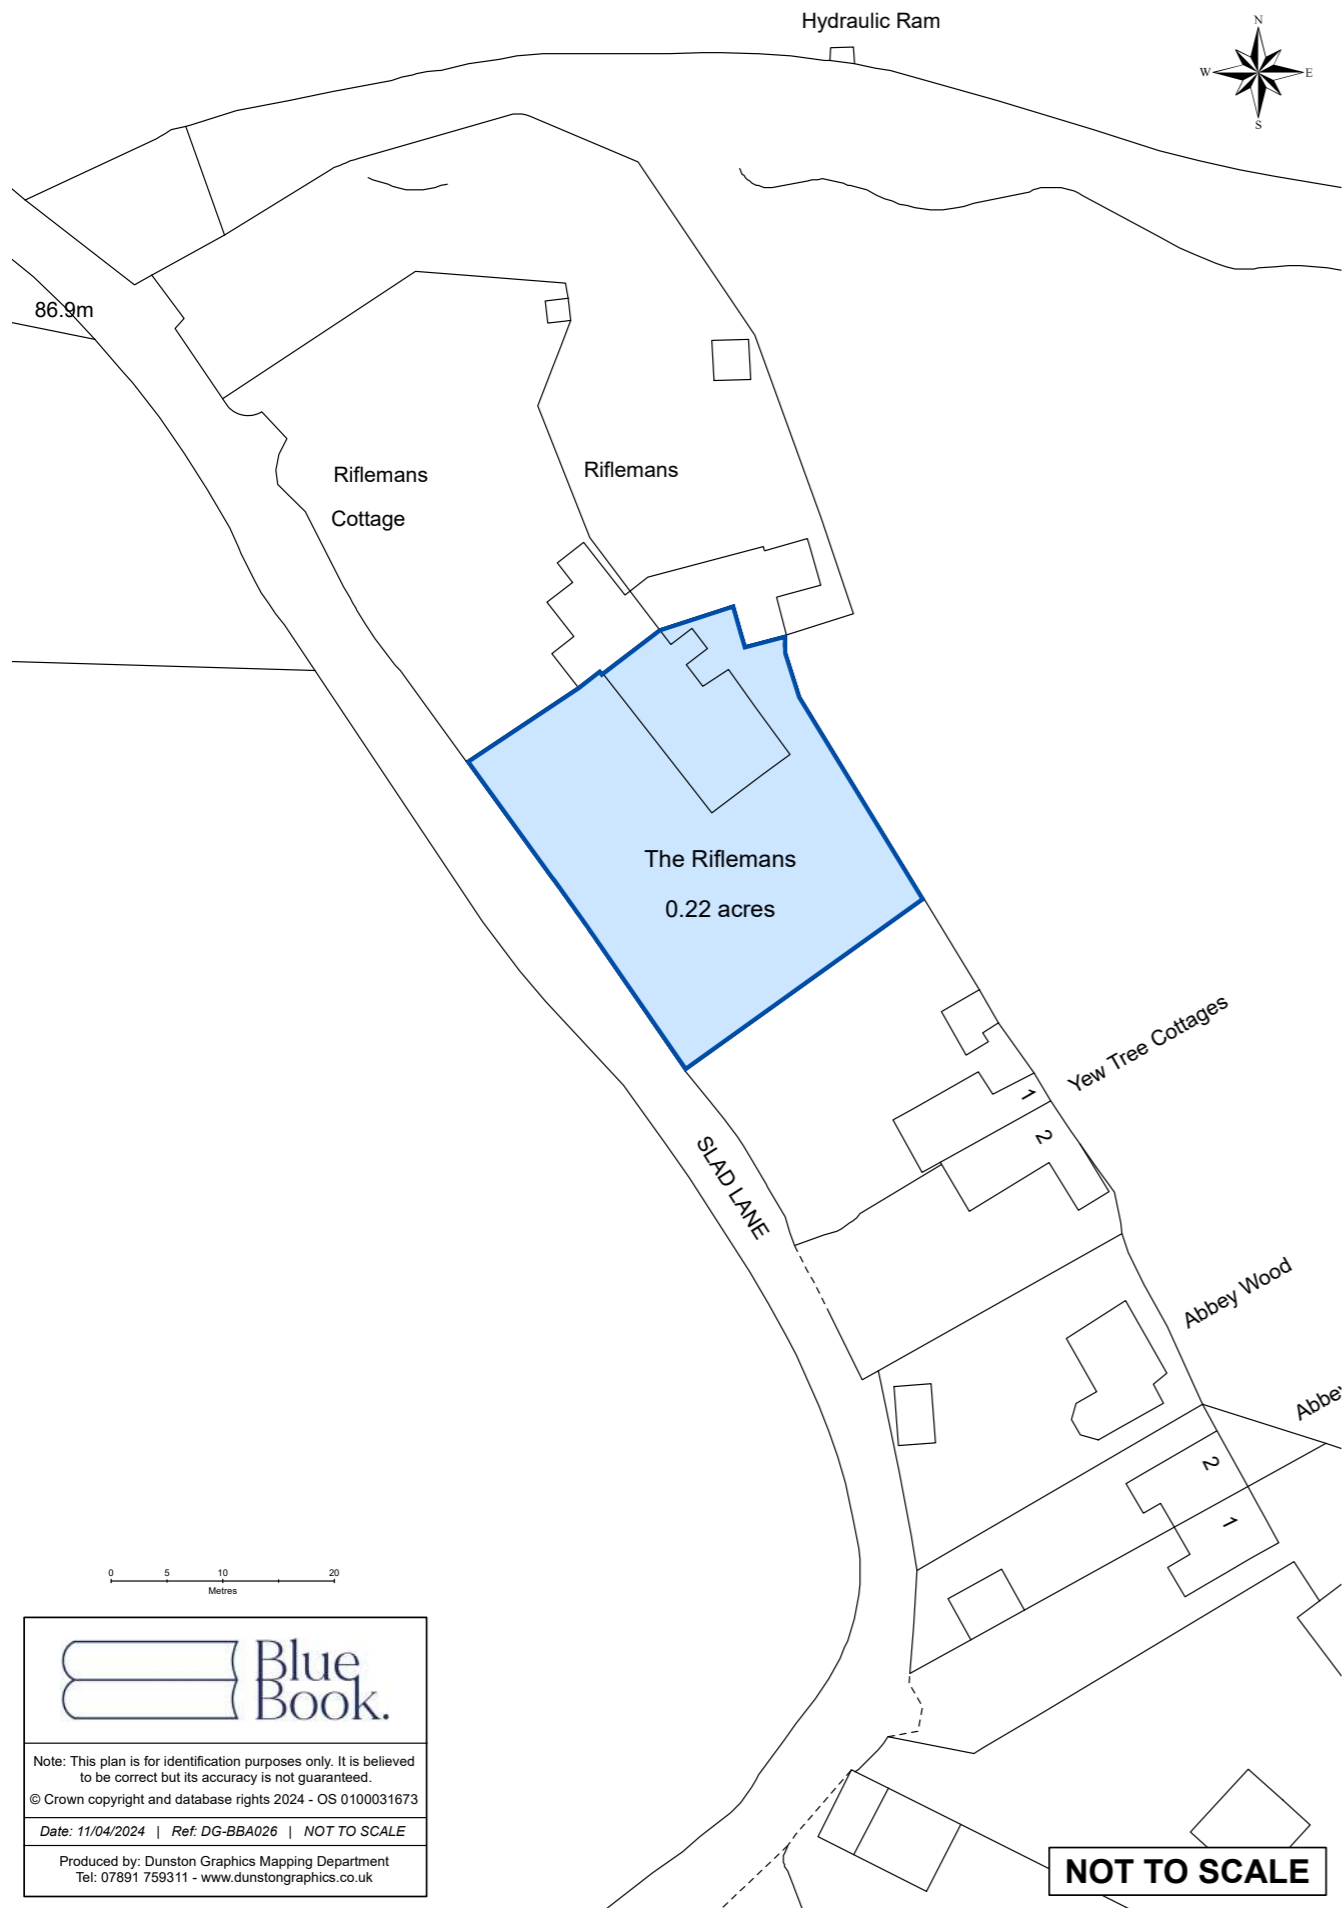 Hydraulic Ram
N
W
E
S
86.9m
Riflemans
Cottage
Riflemans
The Riflemans
0.22 acres
Yew Tree Cottages
1
2
SLAD LANE
Abbey Wood
Abbey
2
1
0 5 10 20
Metres
Blue
Book.
Note: This plan is for identification purposes only. It is believed
to be correct but its accuracy is not guaranteed.
© Crown copyright and database rights 2024 - OS 0100031673
Date: 11/04/2024 | Ref: DG-BBA026 | NOT TO SCALE
Produced by: Dunston Graphics Mapping Department
Tel: 07891 759311 - www.dunstongraphics.co.uk
NOT TO SCALE